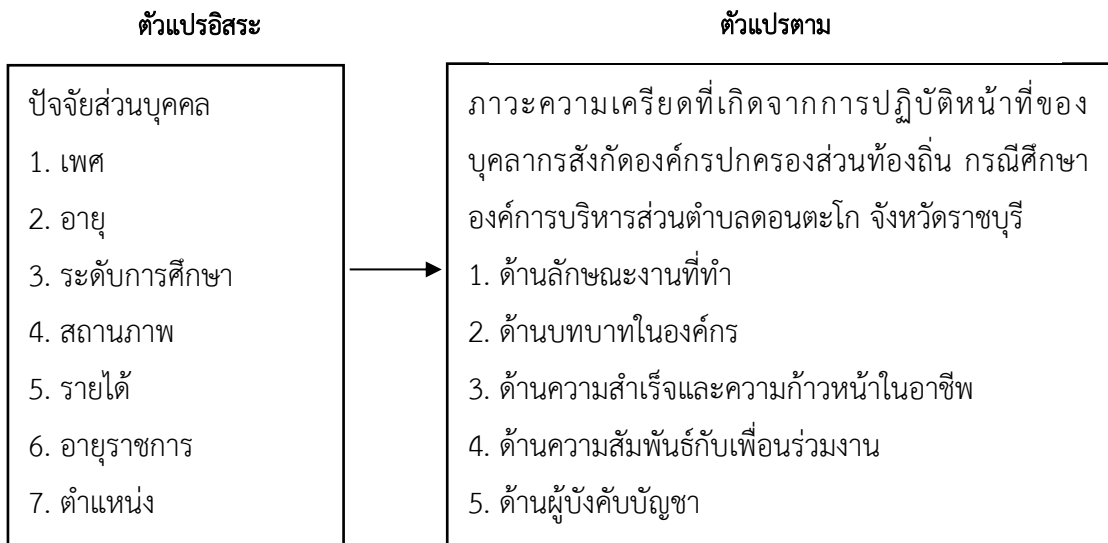 ตัวแปรอิสระ
ปัจจัยส่วนบุคคล
1. เพศ
2. อายุ
3. ระดับการศึกษา
4. สถานภาพ
5. รายได้
6. อายุราชการ
7. ตำแหน่ง
ตัวแปรตาม
ภาวะความเครียดที่เกิดจากการปฏิบัติหน้าที่ของ
บุคลากรสังกัดองค์กรปกครองส่วนท้องถิ่น กรณีศึกษา
องค์การบริหารส่วนตำบลดอนตะโก จังหวัดราชบุรี
1. ด้านลักษณะงานที่ทำ
2. ด้านบทบาทในองค์กร
3. ด้านความสำเร็จและความก้าวหน้าในอาชีพ
4. ด้านความสัมพันธ์กับเพื่อนร่วมงาน
5. ด้านผู้บังคับบัญชา